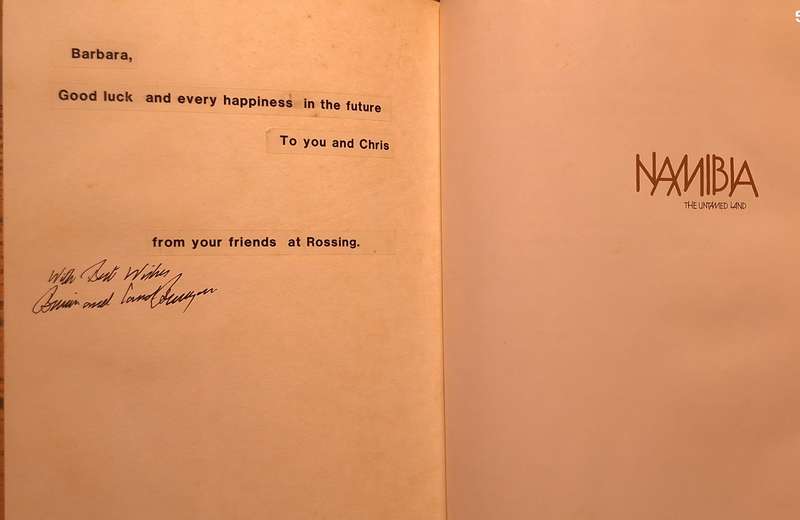 Barbara,
Good luck and every happiness in the future
To you and Chris
from your friends at Rossing.
With Best Wishes
and Carol
NAMIBIA
THE UNTAMED LAND